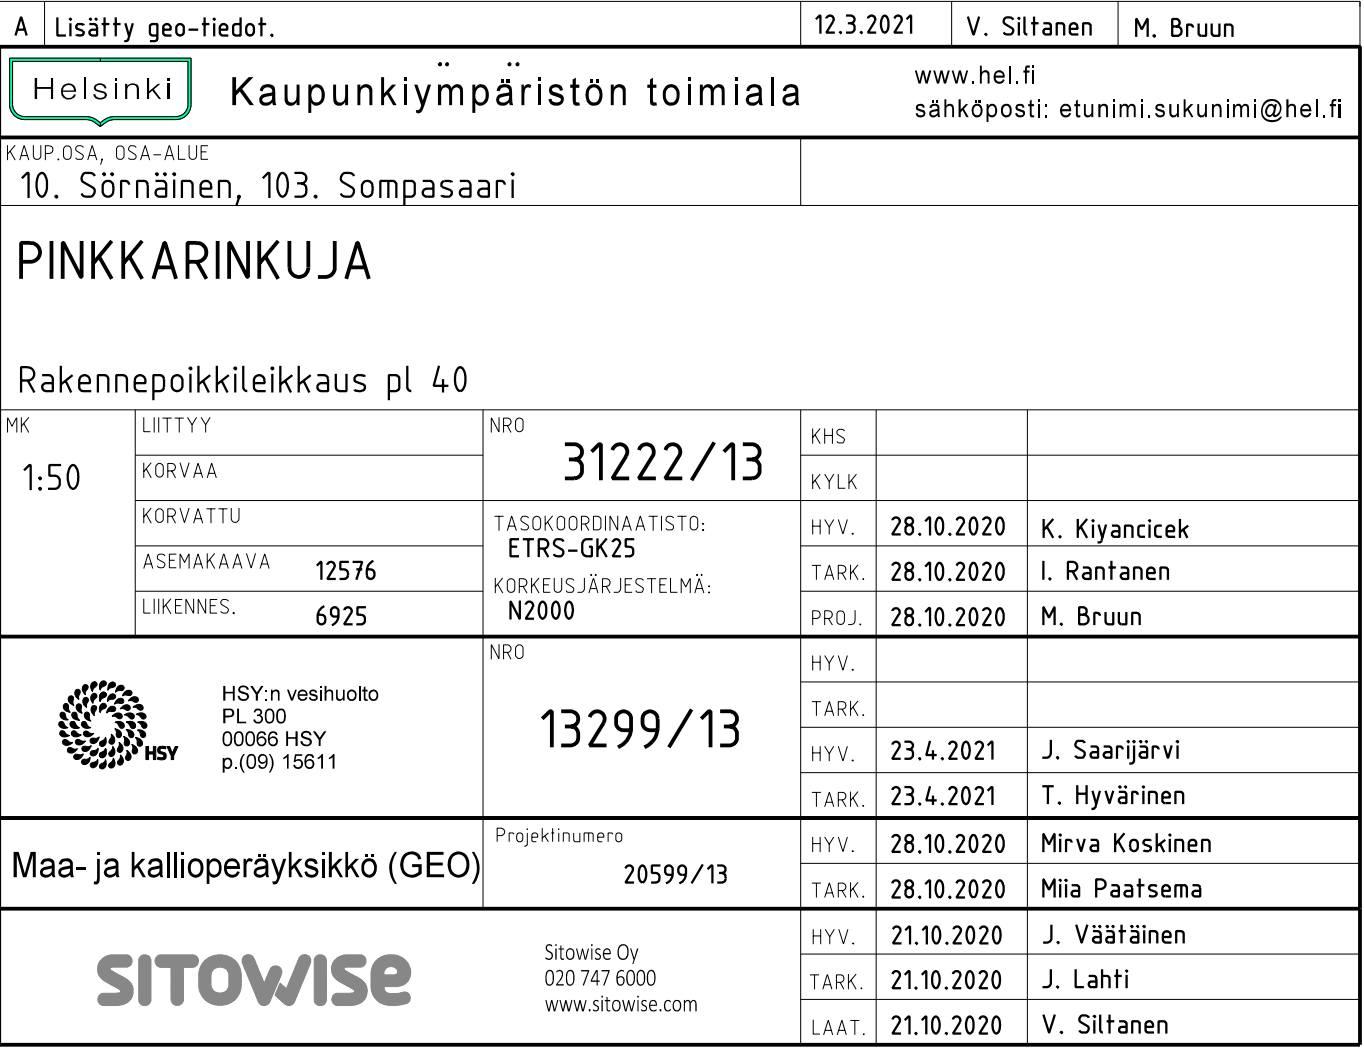 A Lisätty geo-tiedot. 12.3.2021 V. Siltanen M. Bruun
Helsinki Kaupunkiympäristön toimiala
www.hel.fi
sähköposti: etunimi.sukunimi@hel.fi
KAUP.OSA, OSA-ALUE
10. Sörnäinen, 103. Sompasaari
PINKKARINKUJA
Rakennepoikkileikkaus pl 40
MK
1:50
LIITTYY
KORVAA
KORVATTU
ASEMAKAAVA 12576
LIIKENNES. 6925
NRO
31222/13
TASOKOORDINAATISTO:
ETRS-GK25
KORKEUSJÄRJESTELMÄ:
N2000
KHS
KYLK
HYV. 28.10.2020 K. Kiyancicek
TARK. 28.10.2020 I. Rantanen
PROJ. 28.10.2020 M. Bruun
HSY
HSY:n vesihuolto
PL 300
00066 HSY
p.(09) 15611
NRO
13299/13
HYV.
TARK.
HYV. 23.4.2021 J. Saarijärvi
TARK. 23.4.2021 T. Hyvärinen
Maa- ja kallioperäyksikkö (GEO)
Projektinumero
20599/13
HYV. 28.10.2020 Mirva Koskinen
TARK. 28.10.2020 Miia Paatsema
SITOWISE
Sitowise Oy
020 747 6000
www.sitowise.com
HYV. 21.10.2020 J. Väätäinen
TARK. 21.10.2020 J. Lahti
LAAT. 21.10.2020 V. Siltanen